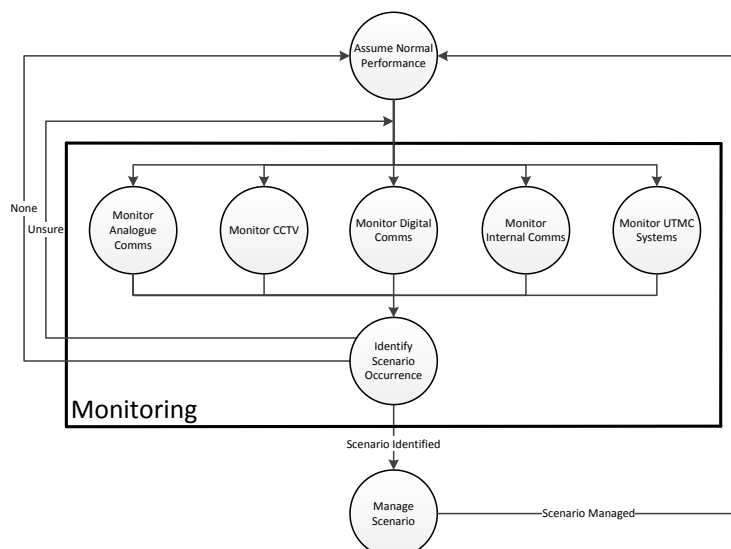 Assume Normal
Performance
None
Unsure
Monitor
Analogue
Comms
Monitor CCTV
Monitor Digital
Comms
Monitor
Internal Comms
Monitor UTMC
Systems
Identify
Scenario
Occurrence
Monitoring
Scenario Identified
Manage
Scenario
Scenario Managed